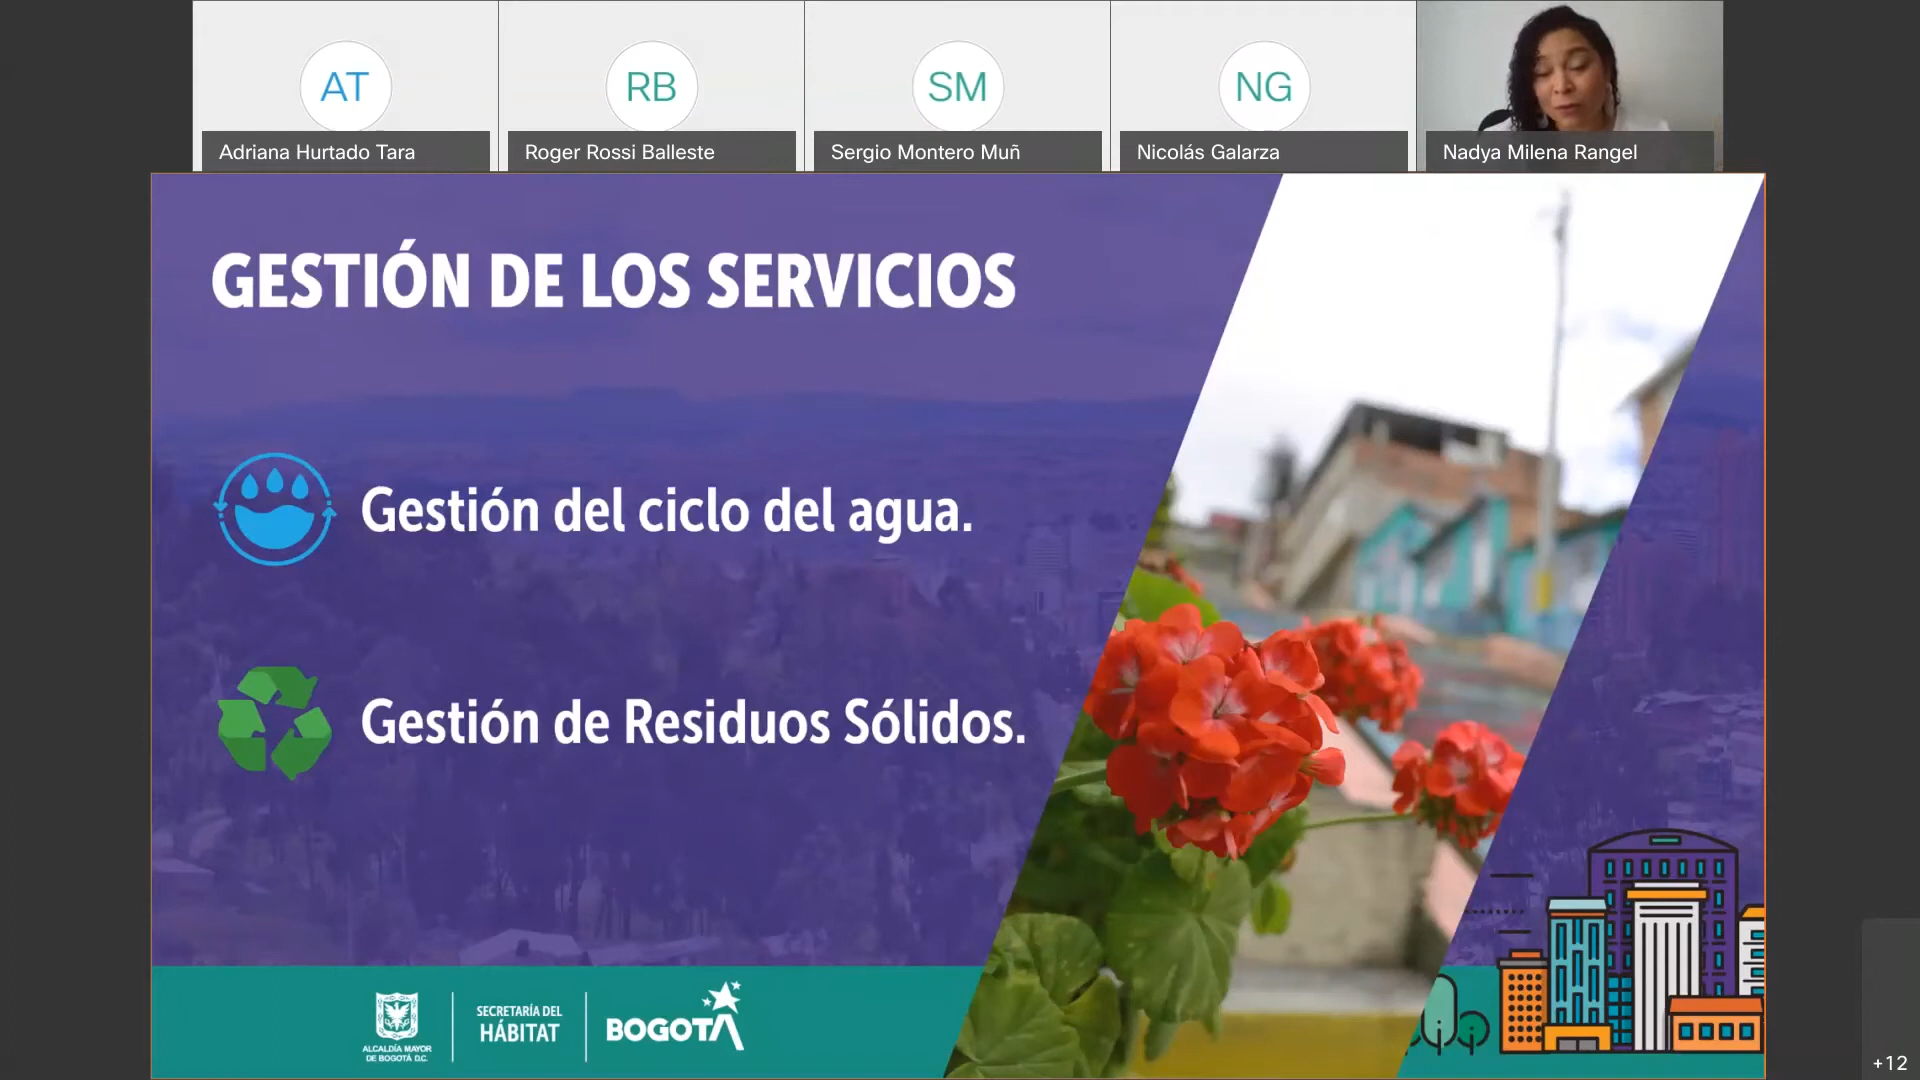 AT
RB
SM
NG
Adriana Hurtado Tara
Roger Rossi Balleste
Sergio Montero Muñ
Nicolás Galarza
Nadya Milena Rangel
GESTIÓN DE LOS SERVICIOS
Gestión del ciclo del agua.
Gestión de Residuos Sólidos.
ALCALDÍA MAYOR
DE BOGOTÁ D.C.
SECRETARÍA DEL
HÁBITAT
BOGOTÁ
+12